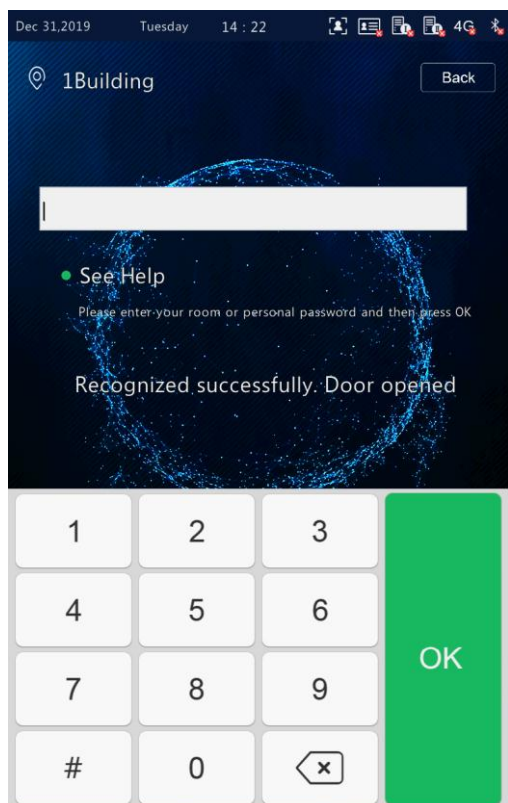 Dec 31,2019 Tuesday 14 : 22 4G
1Building Back
See Help
Please enter your room or personal password and then press OK
Recognized successfully. Door opened
1 2 3
4 5 6
OK
7 8 9
# 0